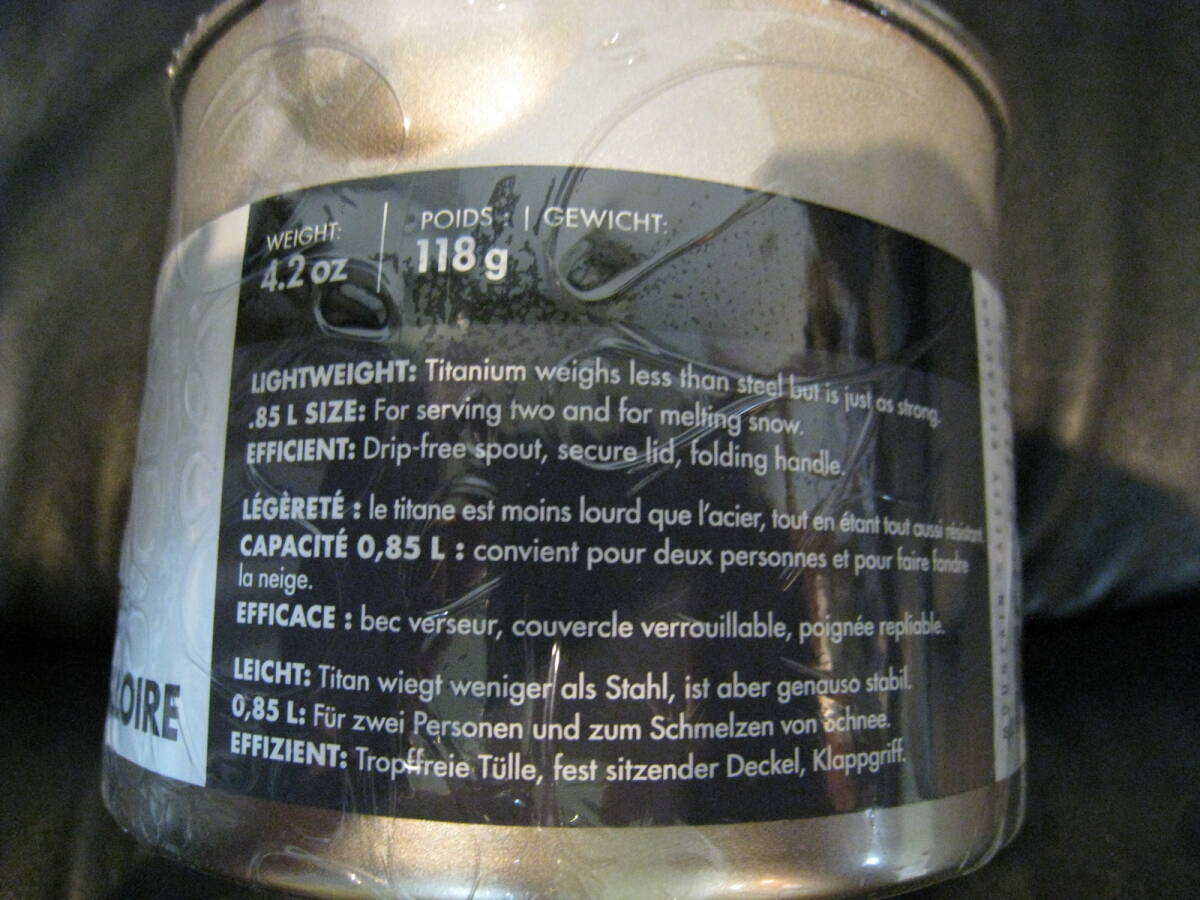 WEIGHT: | POIDS : | GEWICHT:
4.2 oz 118 g
LIGHTWEIGHT: Titanium weighs less than steel but is just as strong.
.85 L SIZE: For serving two and for melting snow.
EFFICIENT: Drip-free spout, secure lid, folding handle.
LÉGÈRETÉ : le titane est moins lourd que l'acier, tout en étant tout aussi résistant.
CAPACITÉ 0,85 L : convient pour deux personnes et pour faire fondre
la neige.
EFFICACE : bec verseur, couvercle verrouillable, poignée repliable.
LEICHT: Titan wiegt weniger als Stahl, ist aber genauso stabil.
0,85 L: Für zwei Personen und zum Schmelzen von Schnee.
EFFIZIENT: Tropffreie Tülle, fest sitzender Deckel, Klappgriff.
LOIRE